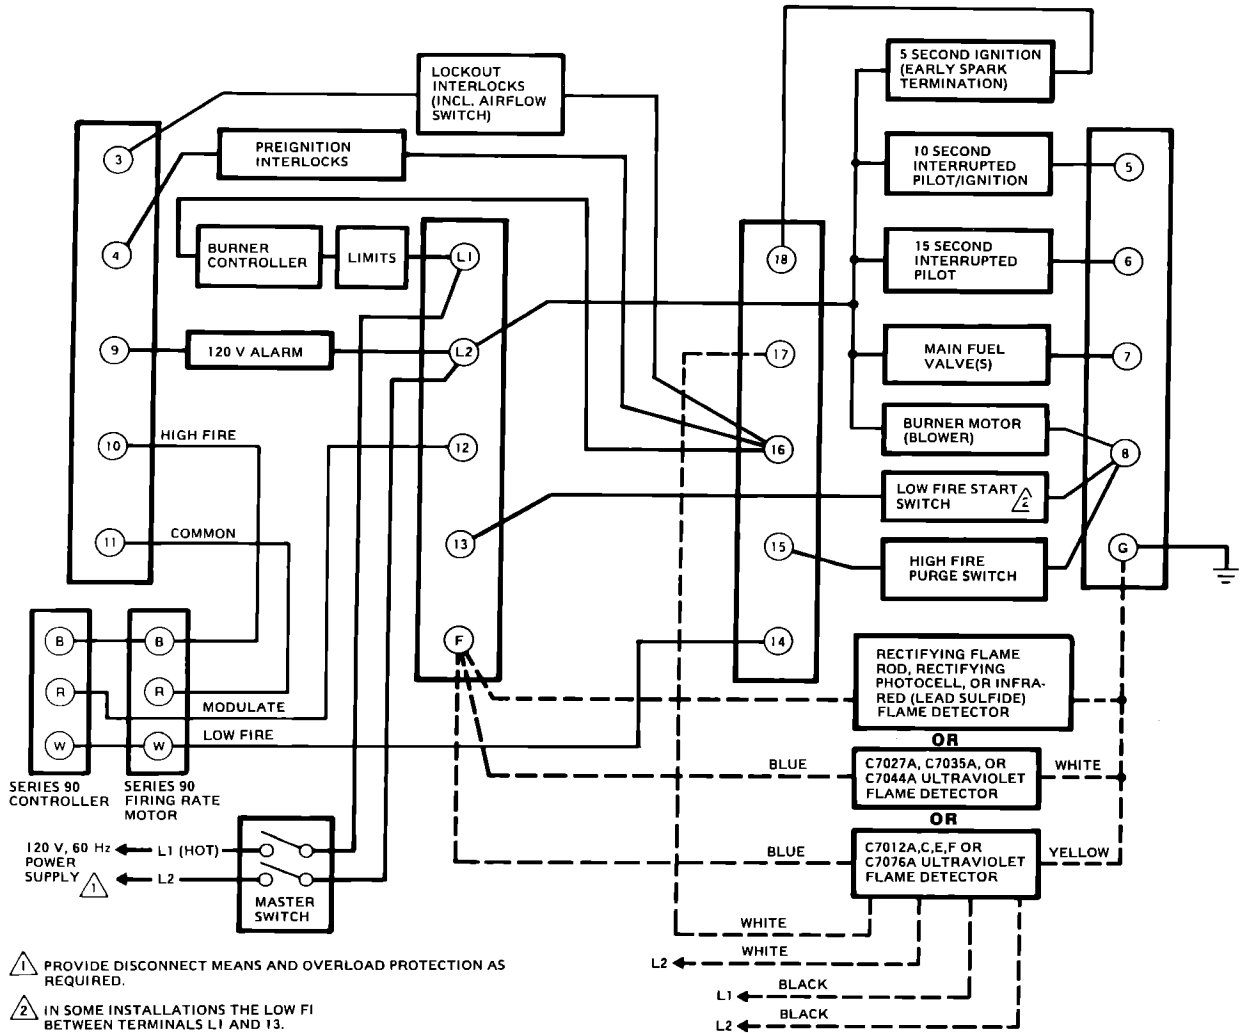 5 SECOND IGNITION
(EARLY SPARK
TERMINATION)
LOCKOUT
INTERLOCKS
(INCL. AIRFLOW
SWITCH)
PREIGNITION
INTERLOCKS
10 SECOND
INTERRUPTED
PILOT/IGNITION
3
5
4
BURNER
CONTROLLER
LIMITS
L1
18
15 SECOND
INTERRUPTED
PILOT
6
9
120 V ALARM
L2
17
MAIN FUEL
VALVE(S)
7
10
HIGH FIRE
12
16
BURNER MOTOR
(BLOWER)
8
LOW FIRE START
SWITCH
2
11
COMMON
13
15
HIGH FIRE
PURGE SWITCH
G
B
B
F
14
R
R
MODULATE
W
W
LOW FIRE
RECTIFYING FLAME
ROD, RECTIFYING
PHOTOCELL, OR INFRA-
RED (LEAD SULFIDE)
FLAME DETECTOR
OR
BLUE
C7027A, C7035A, OR
C7044A ULTRAVIOLET
FLAME DETECTOR
WHITE
OR
SERIES 90
CONTROLLER
SERIES 90
FIRING RATE
MOTOR
120 V, 60 Hz
POWER
SUPPLY
1
L1 (HOT)
L2
MASTER
SWITCH
BLUE
C7012A,C,E,F OR
C7076A ULTRAVIOLET
FLAME DETECTOR
YELLOW
WHITE
L2
WHITE
L1
BLACK
L2
BLACK
1 PROVIDE DISCONNECT MEANS AND OVERLOAD PROTECTION AS
REQUIRED.
2 IN SOME INSTALLATIONS THE LOW FI
BETWEEN TERMINALS L1 AND 13.